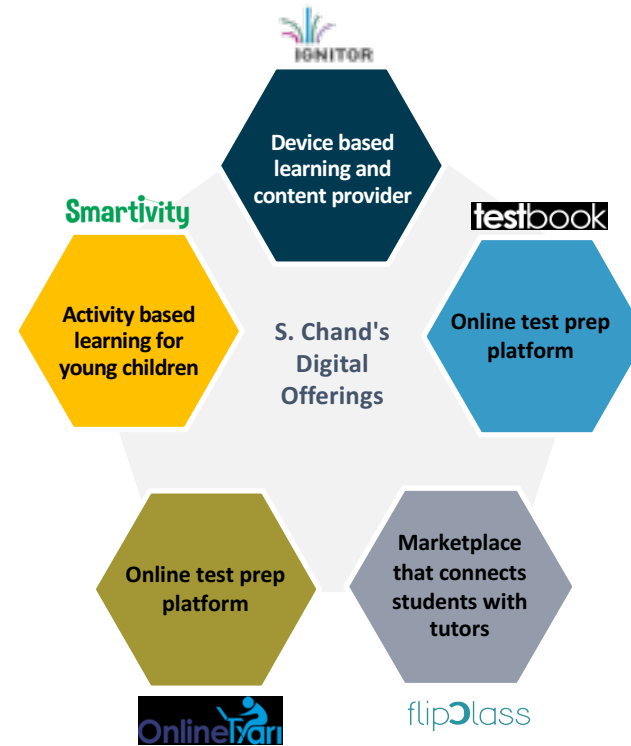 IGNITOR
Device based
learning and
content provider
Smartivity
testbook
Activity based
learning for
young children
S. Chand's
Digital
Offerings
Online test prep
platform
Online test prep
platform
Marketplace
that connects
students with
tutors
OnlineTyari
flipClass